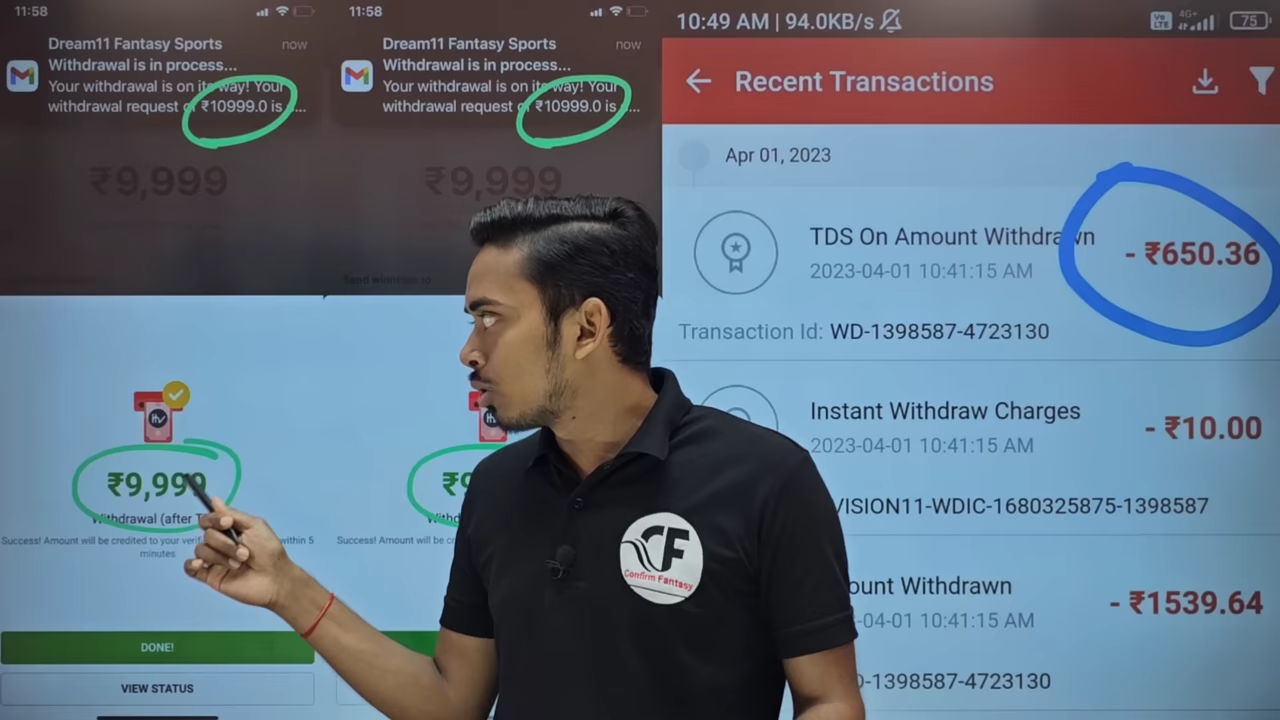 11:58
Dream11 Fantasy Sports
now
Withdrawal is in process...
Your withdrawal is on its way! Your
withdrawal request of ₹10999.0 is ...
₹9,999
₹9,999
Withdrawal (after
Success! Amount will be credited to your within 5
minutes
DONE!
VIEW STATUS
11:58
Dream11 Fantasy Sports
now
Withdrawal is in process...
Your withdrawal is on its way! Your
withdrawal request of ₹10999.0 is ...
₹9,999
Success! Amount will be
10:49 AM | 94.0KB/s
Vo LTE
4G+
75
Recent Transactions
Apr 01, 2023
TDS On Amount Withdrawn
- ₹650.36
2023-04-01 10:41:15 AM
Transaction Id: WD-1398587-4723130
Instant Withdraw Charges
- ₹10.00
2023-04-01 10:41:15 AM
VISION11-WDIC-1680325875-1398587
ount Withdrawn
- ₹1539.64
-04-01 10:41:15 AM
-1398587-4723130
CF
Confirm Fantasy